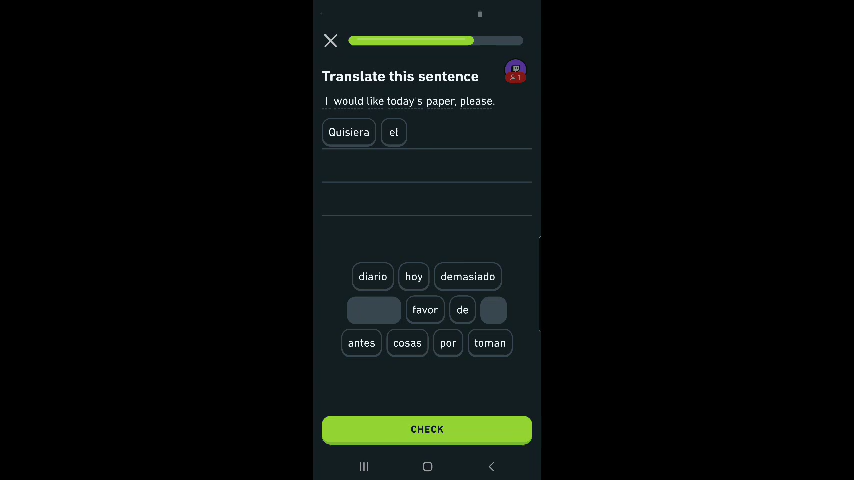 Translate this sentence
I would like today's paper, please.
Quisiera el
diario hoy demasiado
favor de
antes cosas por toman
CHECK